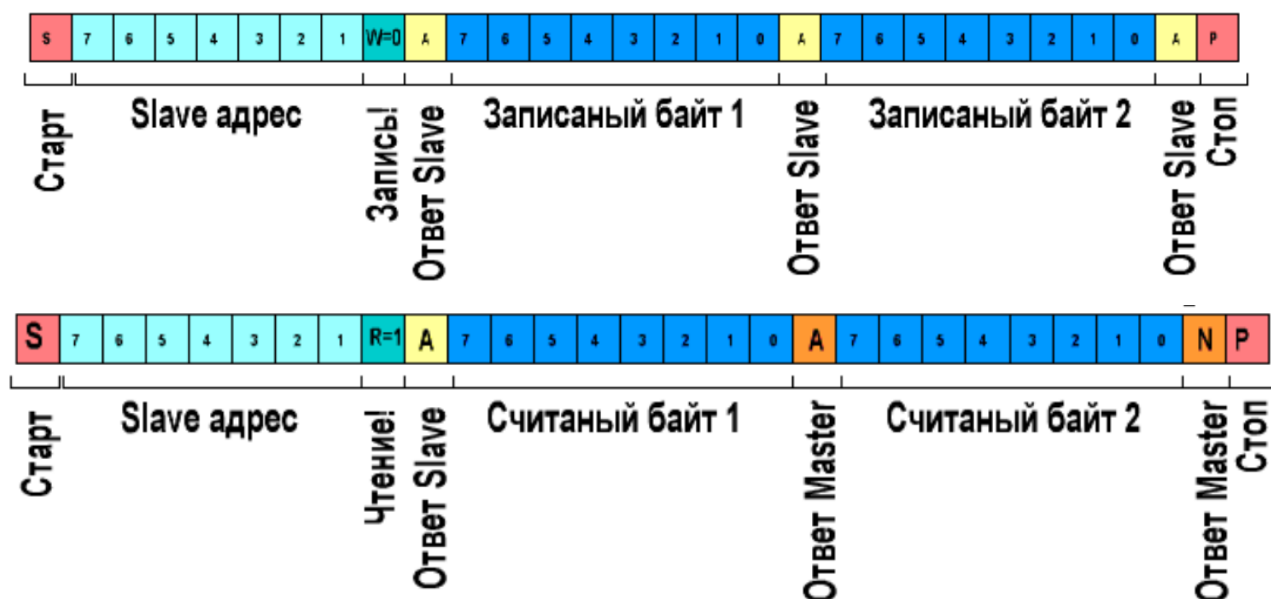 S 7 6 5 4 3 2 1 W=0 A 7 6 5 4 3 2 1 0 A 7 6 5 4 3 2 1 0 A P
Старт Slave адрес Запись! Ответ Slave Записаный байт 1 Ответ Slave Записаный байт 2 Ответ Slave Стоп
S 7 6 5 4 3 2 1 R=1 A 7 6 5 4 3 2 1 0 A 7 6 5 4 3 2 1 0 N P
Старт Slave адрес Чтение! Ответ Slave Считаный байт 1 Ответ Master Считаный байт 2 Ответ Master Стоп